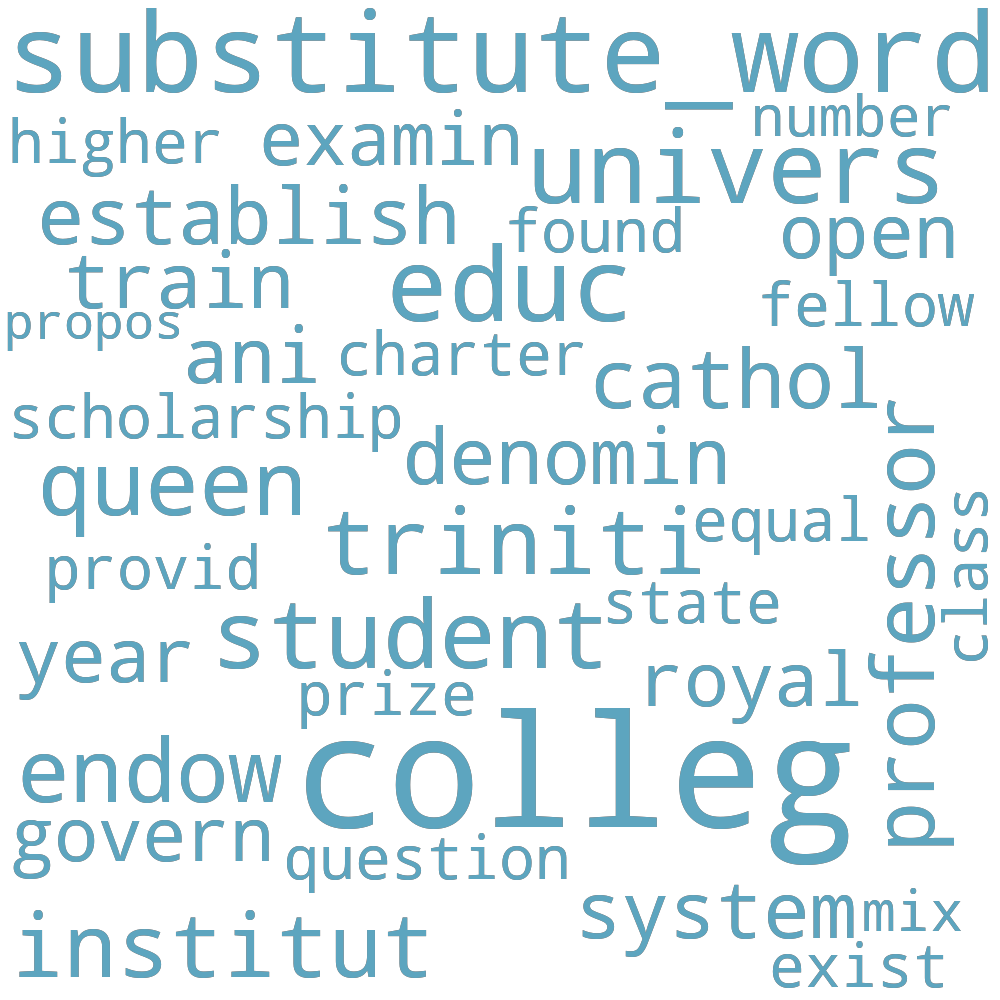 substitute_word
number
higher
examin
univers
establish
found
open
train
educ
propos
fellow
ani
charter
cathol
scholarship
denomin
professor
queen
triniti
equal
class
provid
state
student
year
prize
royal
endow
colleg
govern
question
system
mix
institut
exist